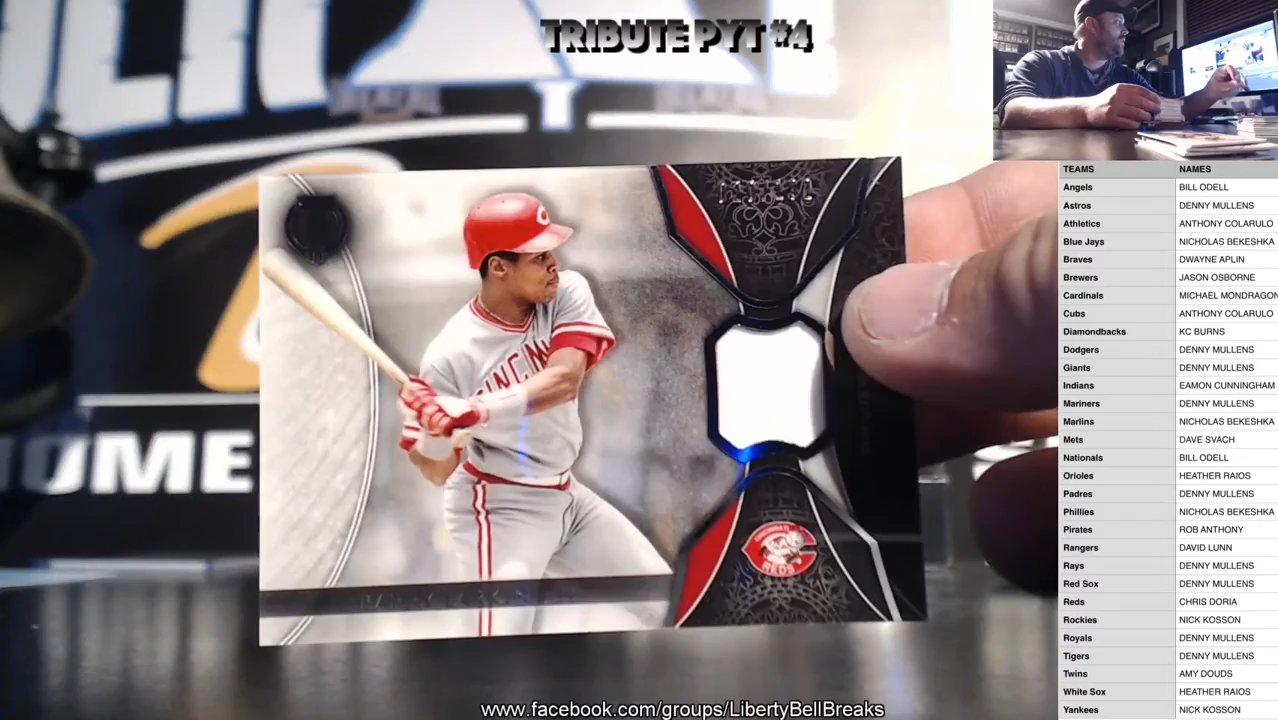 TRIBUTE PYT #4
TEAMS NAMES
Angels BILL ODELL
Astros DENNY MULLENS
Athletics ANTHONY COLARULO
Blue Jays NICHOLAS BEKESHKA
Braves DWAYNE APLIN
Brewers JASON OSBORNE
Cardinals MICHAEL MONDRAGON
Cubs ANTHONY COLARULO
Diamondbacks KC BURNS
Dodgers DENNY MULLENS
Giants DENNY MULLENS
Indians EAMON CUNNINGHAM
Mariners DENNY MULLENS
Marlins NICHOLAS BEKESHKA
Mets DAVE SVACH
Nationals BILL ODELL
Orioles HEATHER RAIOS
Padres DENNY MULLENS
Phillies NICHOLAS BEKESHKA
Pirates ROB ANTHONY
Rangers DAVID LUNN
Rays DENNY MULLENS
Red Sox DENNY MULLENS
Reds CHRIS DORIA
Rockies NICK KOSSON
Royals DENNY MULLENS
Tigers DENNY MULLENS
Twins AMY DOUDS
White Sox HEATHER RAIOS
Yankees NICK KOSSON
CINCINN
CINCINNATI
REDS
HOME
www.facebook.com/groups/LibertyBellBreaks